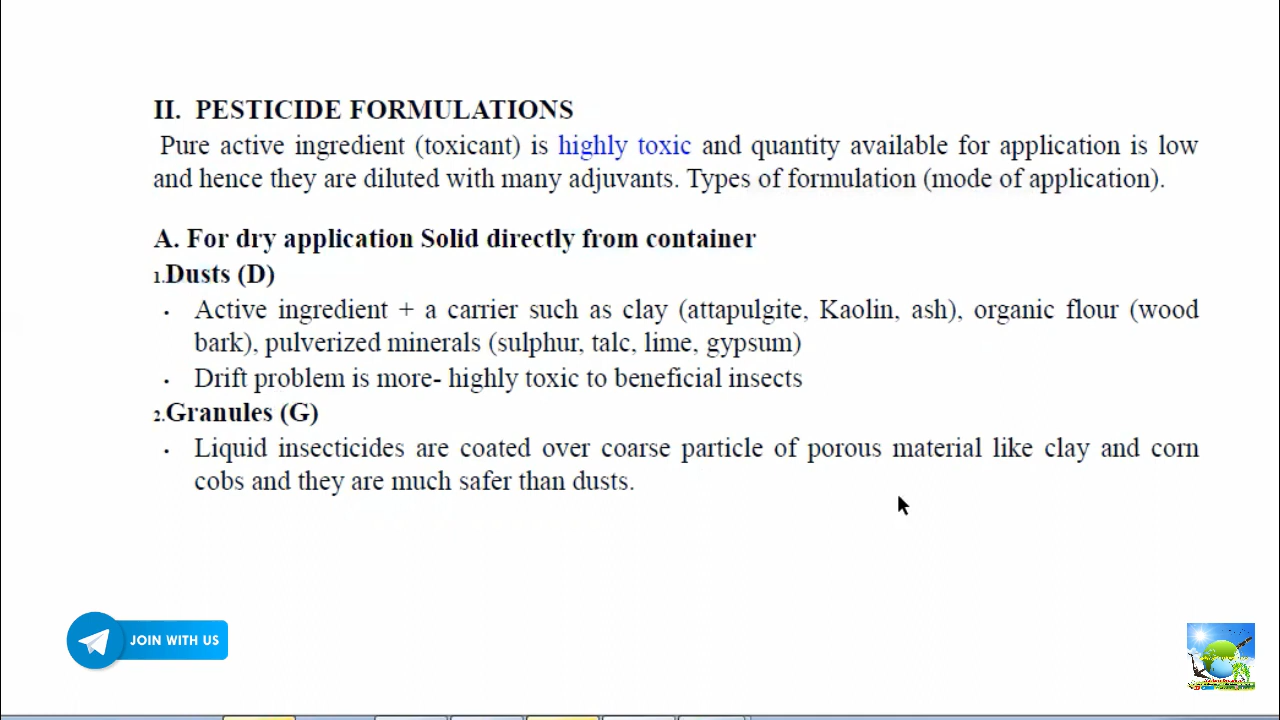 II. PESTICIDE FORMULATIONS
Pure active ingredient (toxicant) is highly toxic and quantity available for application is low
and hence they are diluted with many adjuvants. Types of formulation (mode of application).
A. For dry application Solid directly from container
1.Dusts (D)
• Active ingredient + a carrier such as clay (attapulgite, Kaolin, ash), organic flour (wood
bark), pulverized minerals (sulphur, talc, lime, gypsum)
• Drift problem is more- highly toxic to beneficial insects
2.Granules (G)
• Liquid insecticides are coated over coarse particle of porous material like clay and corn
cobs and they are much safer than dusts.
JOIN WITH US